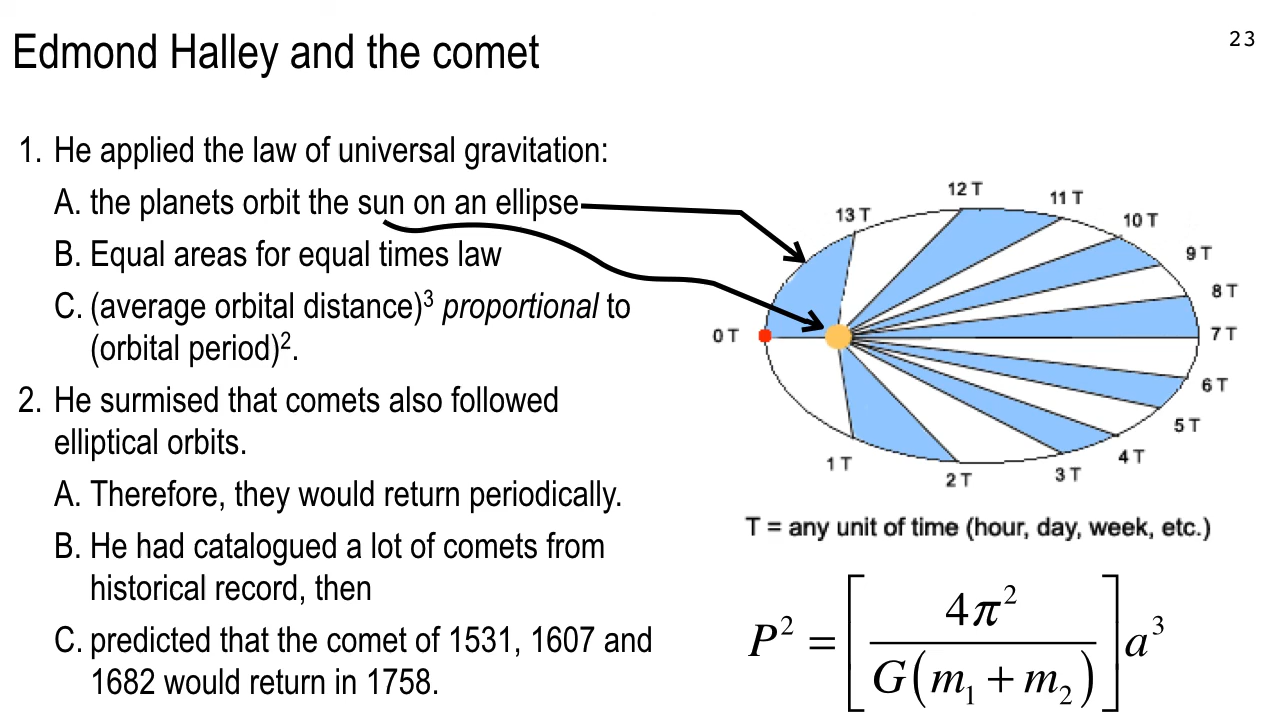 Edmond Halley and the comet
23
1. He applied the law of universal gravitation:
A. the planets orbit the sun on an ellipse
B. Equal areas for equal times law
C. (average orbital distance)³ proportional to
(orbital period)².
2. He surmised that comets also followed
elliptical orbits.
A. Therefore, they would return periodically.
B. He had catalogued a lot of comets from
historical record, then
C. predicted that the comet of 1531, 1607 and
1682 would return in 1758.
12 T
11 T
13 T
10 T
9 T
8 T
0 T
7 T
6 T
5 T
4 T
1 T
3 T
2 T
T = any unit of time (hour, day, week, etc.)
P² = [4π² / G(m₁ + m₂)] a³